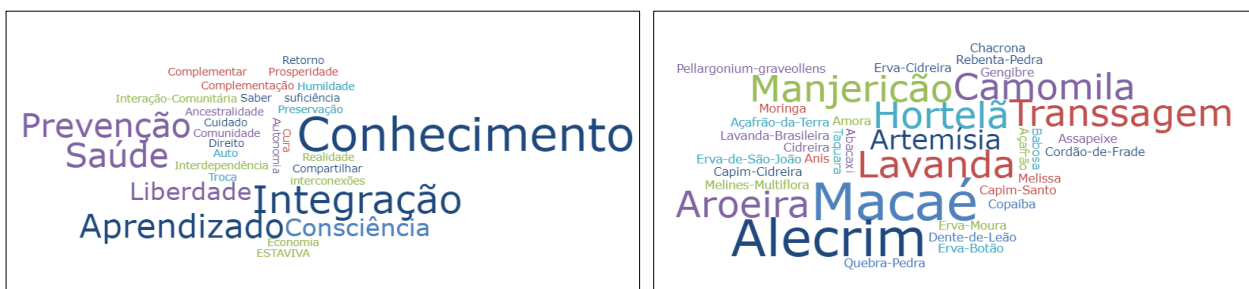 Retorno
Complementar Prosperidade
Complementação Humildade
Interação-Comunitária Saber suficiência
Ancestralidade Preservação
Prevenção Cuidado Autonomia Cura Conhecimento
Comunidade
Saúde Direito Realidade
Auto Compartilhar
Interdependência interconexões
Troca
Liberdade Integração
Aprendizado Consciência
Economia
ESTAVIVA
Chacrona
Rebenta-Pedra
Pellargonium-graveollens Erva-Cidreira Gengibre
Manjericão Camomila
Moringa Hortelã Transsagem
Açafrão-da-Terra Amora
Lavanda-Brasileira Taquara Abacaxi Artemísia Açafrão Babosa Assapeixe
Cidreira Cordão-de-Frade
Erva-de-São-João Anis Lavanda
Capim-Cidreira Melissa
Melines-Multiflora Capim-Santo
Aroeira Macaé Copaíba
Alecrim Erva-Moura
Dente-de-Leão
Erva-Botão
Quebra-Pedra